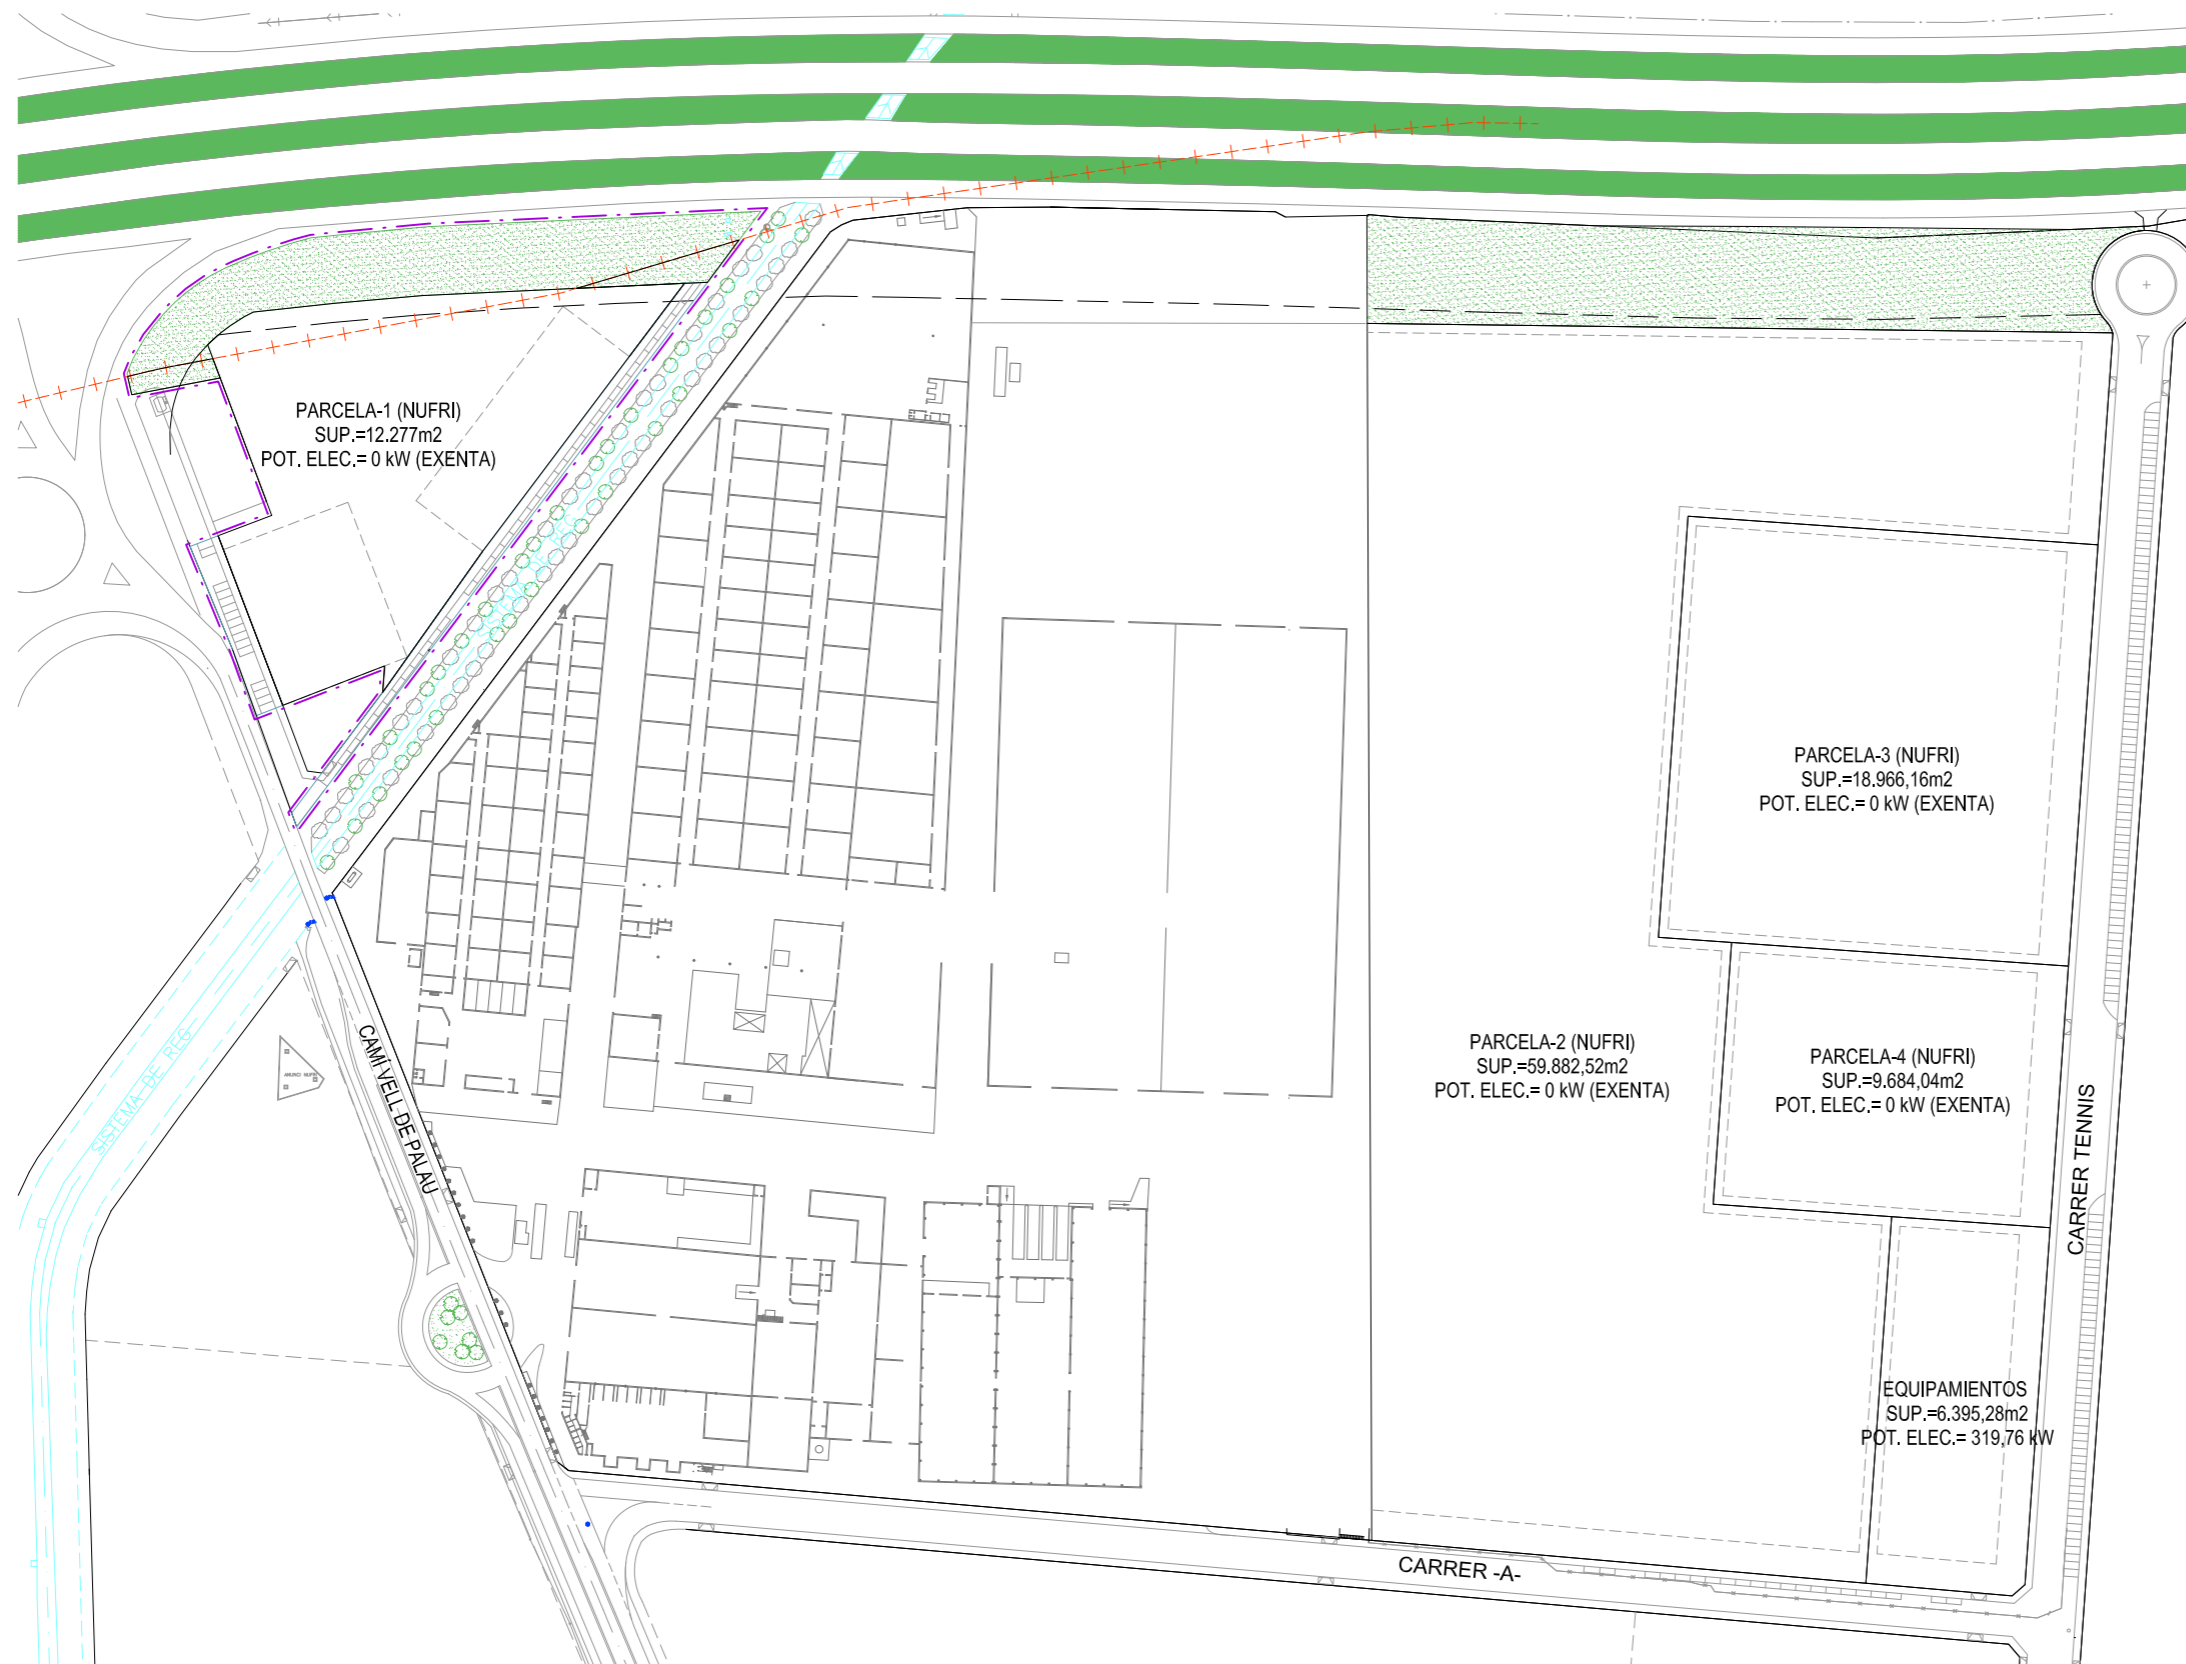 PARCELA-1 (NUFRI)
SUP.=12.277m2
POT. ELEC.= 0 kW (EXENTA)
PARCELA-3 (NUFRI)
SUP.=18.966,16m2
POT. ELEC.= 0 kW (EXENTA)
PARCELA-2 (NUFRI)
SUP.=59.882,52m2
POT. ELEC.= 0 kW (EXENTA)
PARCELA-4 (NUFRI)
SUP.=9.684,04m2
POT. ELEC.= 0 kW (EXENTA)
EQUIPAMIENTOS
SUP.=6.395,28m2
POT. ELEC.= 319,76 kW
SISTEMA DE REG
ANUNCI NUFRI
CAMÍ VELL DE PALAU
CARRER TENNIS
CARRER -A-